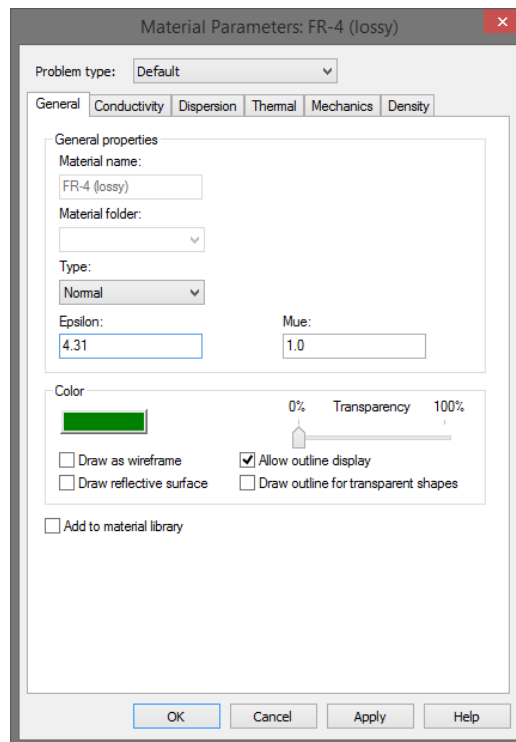 Material Parameters: FR-4 (lossy)
Problem type: Default
General Conductivity Dispersion Thermal Mechanics Density
General properties
Material name:
FR-4 (lossy)
Material folder:
Type:
Normal
Epsilon: Mue:
4.31 1.0
Color
0% Transparency 100%
Draw as wireframe Allow outline display
Draw reflective surface Draw outline for transparent shapes
Add to material library
OK Cancel Apply Help